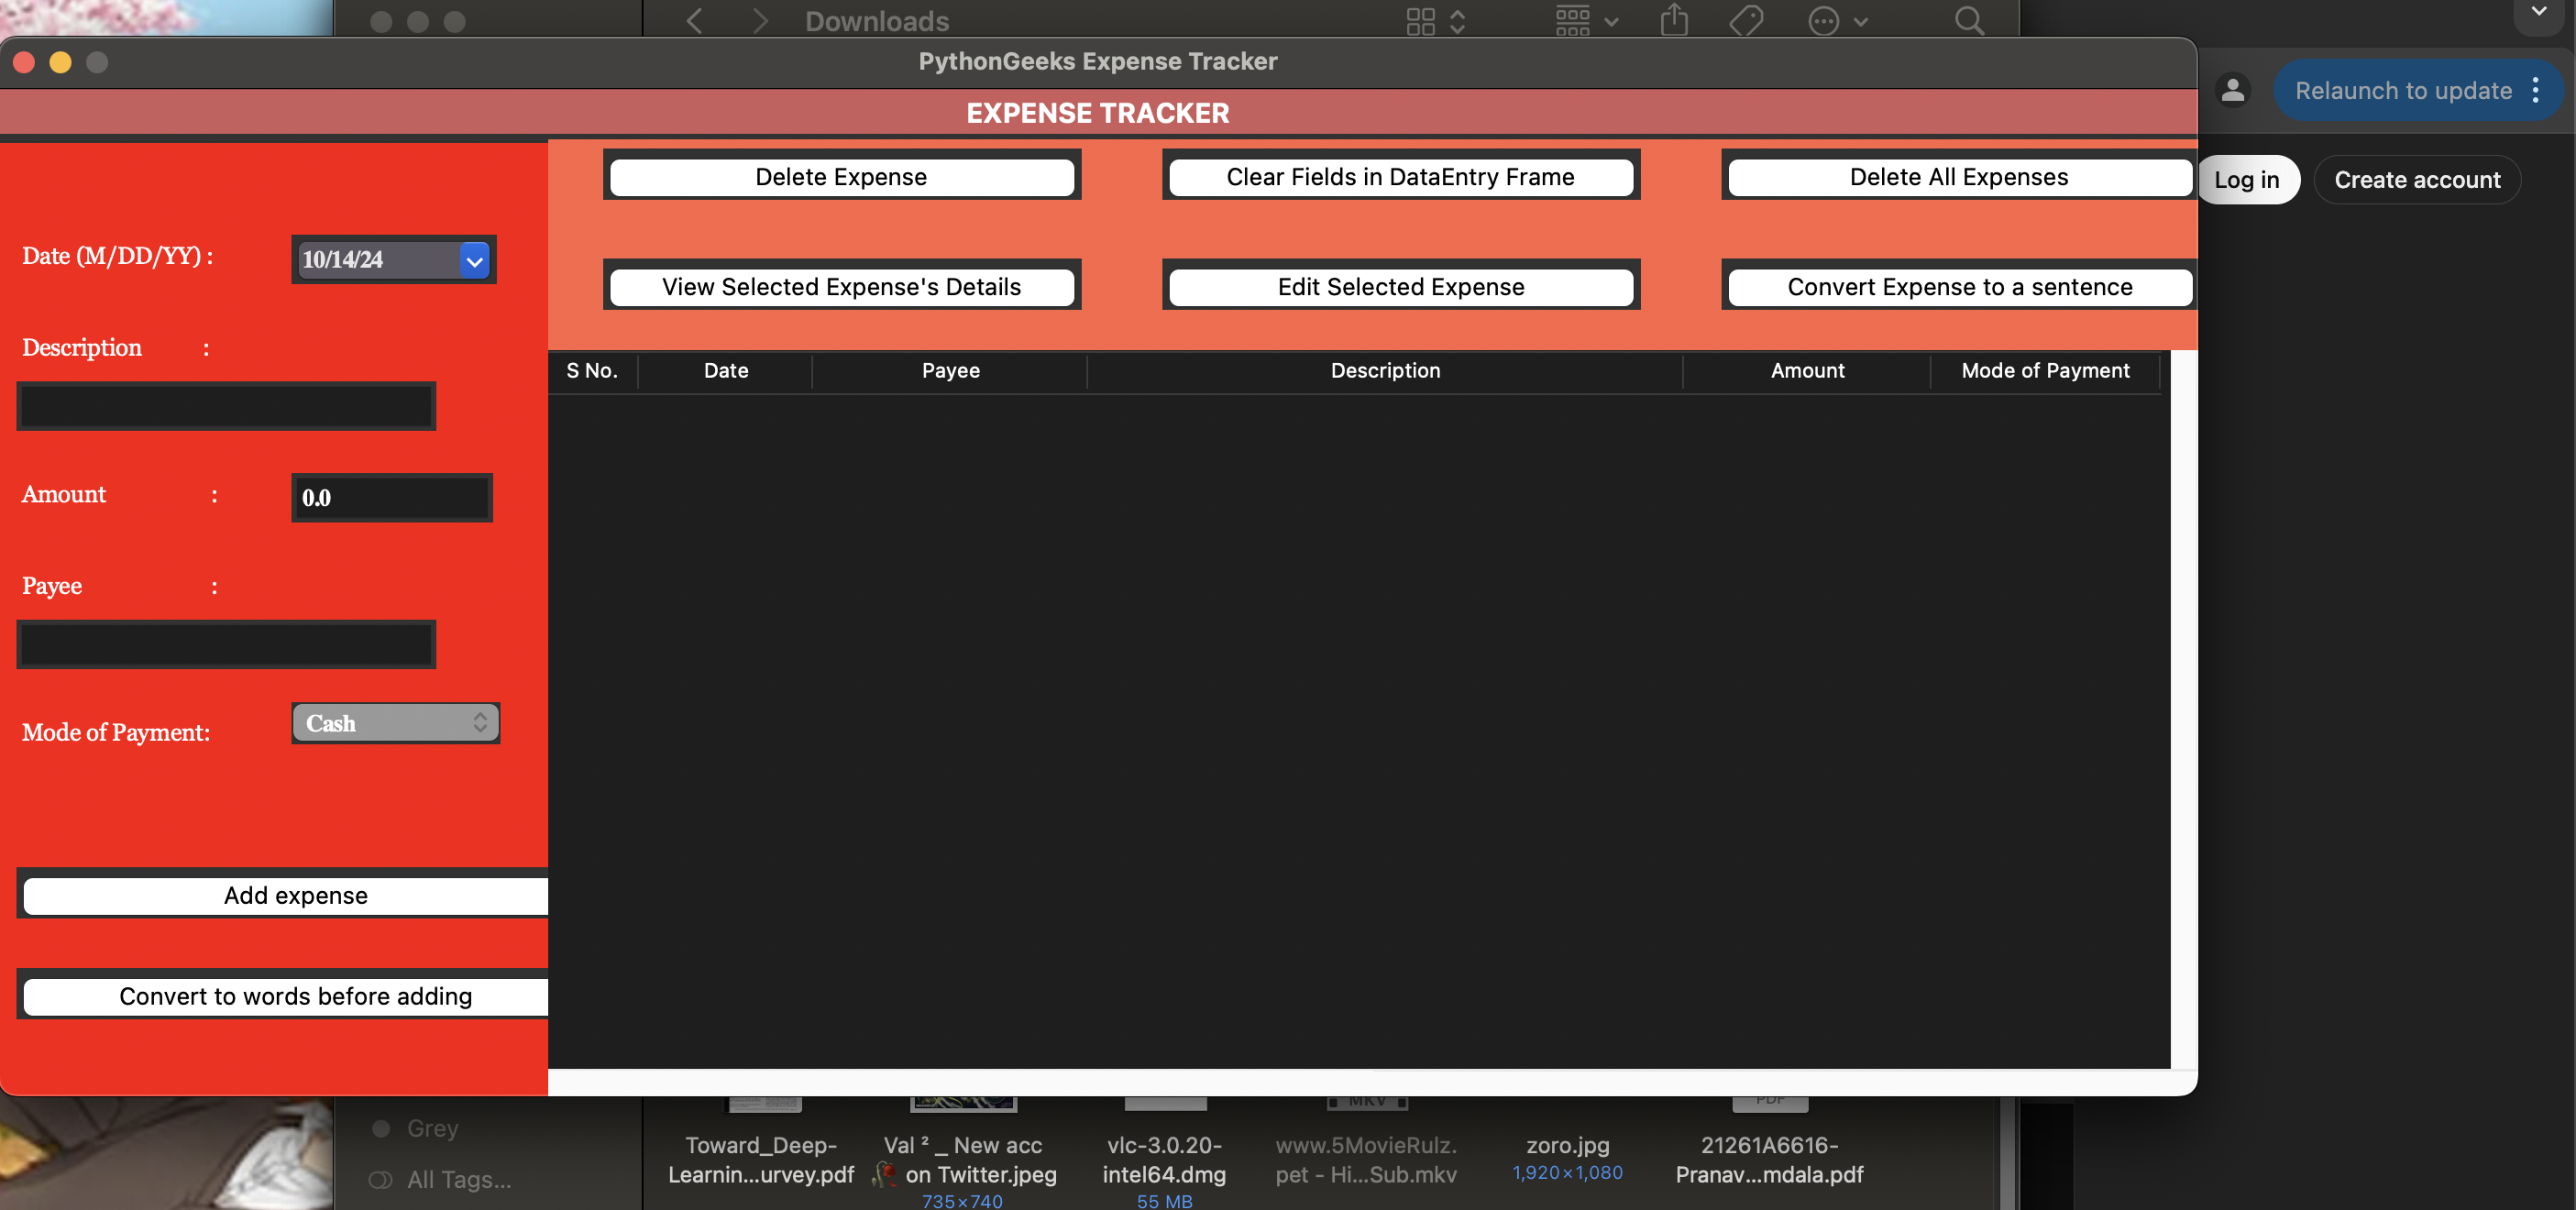 Downloads
PythonGeeks Expense Tracker
Relaunch to update
EXPENSE TRACKER
Delete Expense
Clear Fields in DataEntry Frame
Delete All Expenses
Log in
Create account
Date (M/DD/YY) :
10/14/24
View Selected Expense's Details
Edit Selected Expense
Convert Expense to a sentence
Description :
S No. Date Payee Description Amount Mode of Payment
Amount :
0.0
Payee :
Mode of Payment:
Cash
Add expense
Convert to words before adding
MKV
PDF
Grey
All Tags...
Toward_Deep-
Learnin...urvey.pdf
Val ² _ New acc
🥀 on Twitter.jpeg
735×740
vlc-3.0.20-
intel64.dmg
55 MB
www.5MovieRulz.
pet - Hi...Sub.mkv
zoro.jpg
1,920×1,080
21261A6616-
Pranav...mdala.pdf